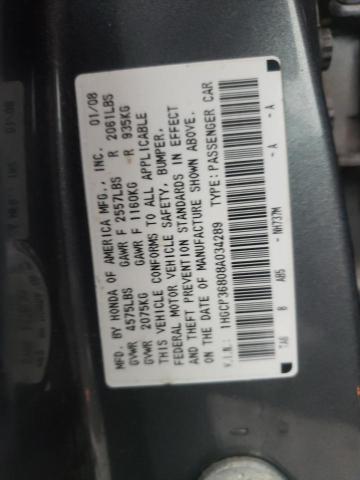 MFD. BY HONDA OF AMERICA MFG., INC. 01/08
GVWR 4575LBS GAWR F 2557LBS R 2061LBS
GVWR 2075KG GAWR F 1160KG R 935KG
THIS VEHICLE CONFORMS TO ALL APPLICABLE
FEDERAL MOTOR VEHICLE SAFETY, BUMPER,
AND THEFT PREVENTION STANDARDS IN EFFECT
ON THE DATE OF MANUFACTURE SHOWN ABOVE.
V.I.N.: 1HGCP36808A034289 TYPE: PASSENGER CAR
TA0 B ABS NH737M A A